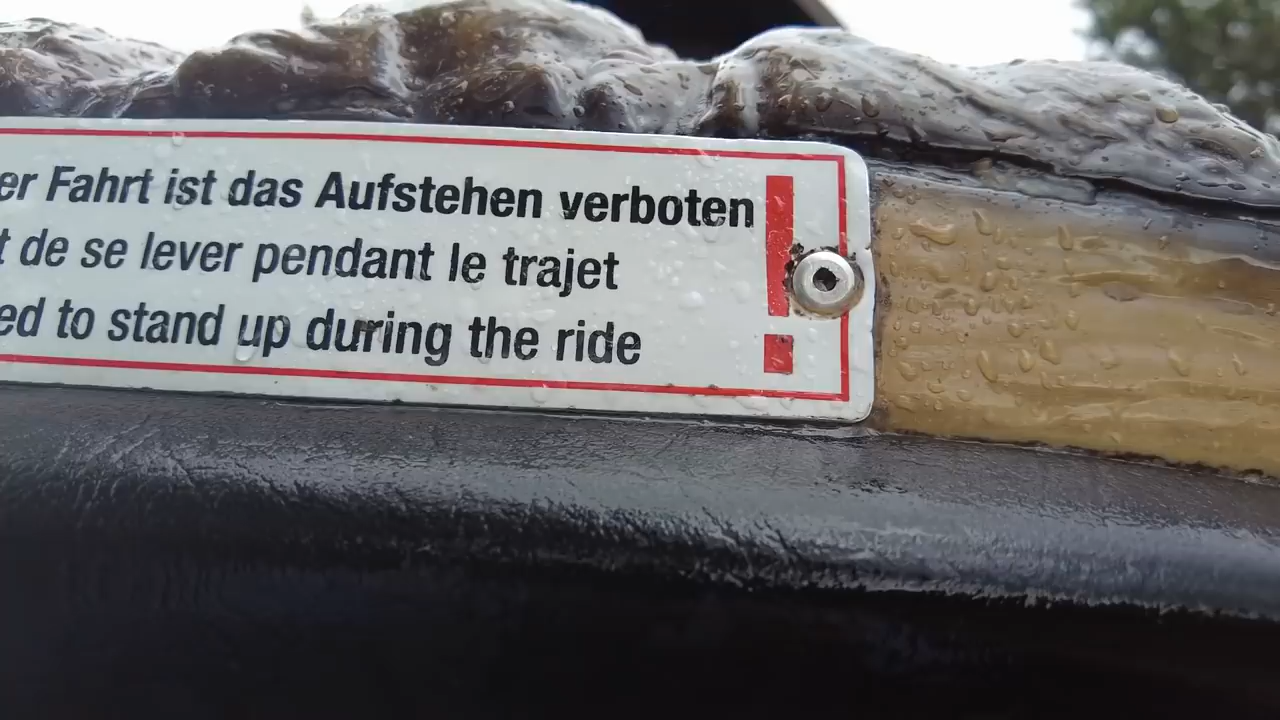 er Fahrt ist das Aufstehen verboten
t de se lever pendant le trajet
ed to stand up during the ride
!